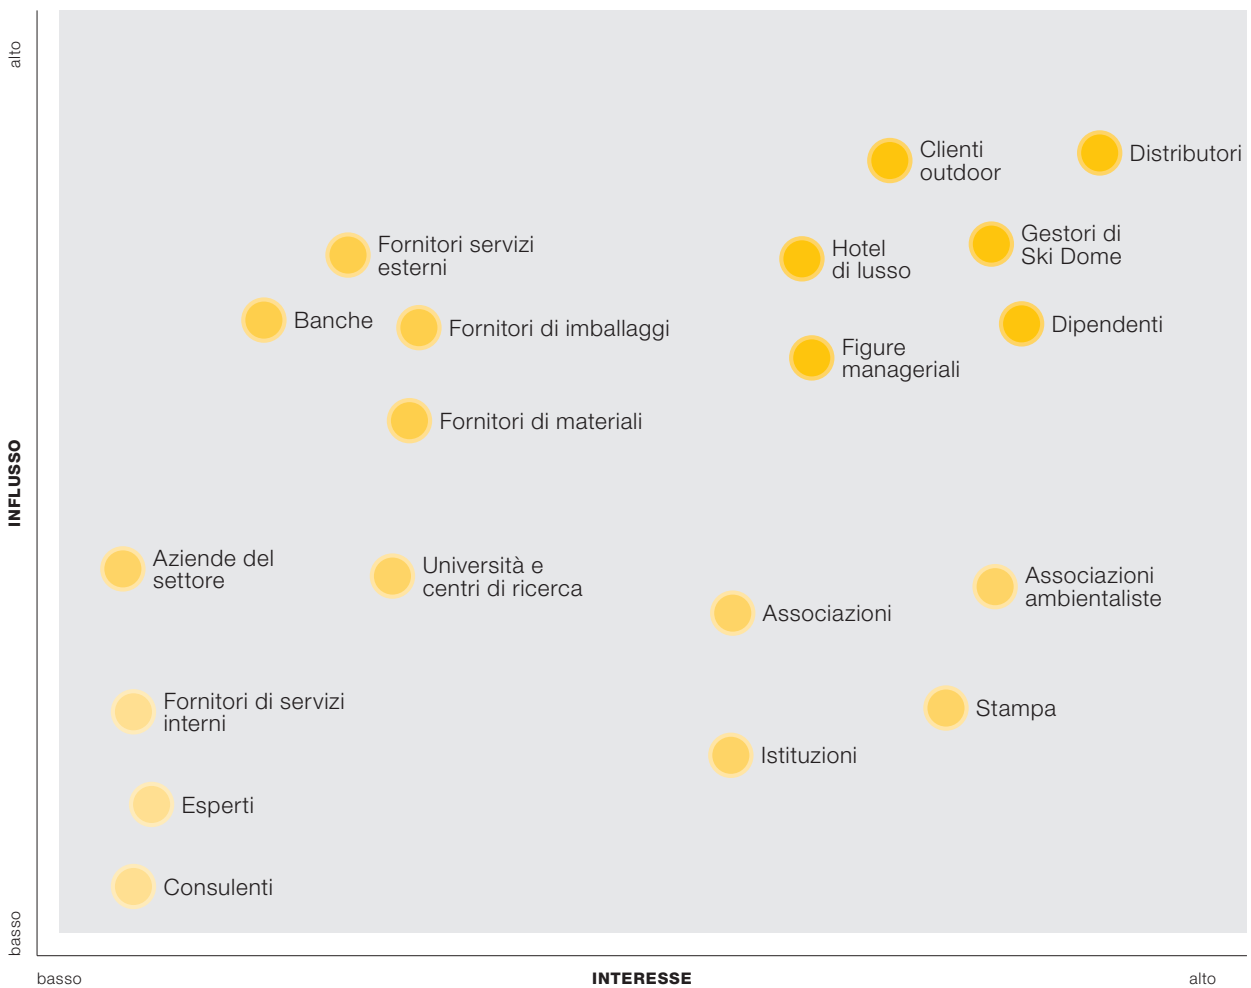 alto
Clienti
outdoor
Distributori
Fornitori servizi
esterni
Hotel
di lusso
Gestori di
Ski Dome
Banche
Fornitori di imballaggi
Dipendenti
Figure
manageriali
Fornitori di materiali
INFLUSSO
Aziende del
settore
Università e
centri di ricerca
Associazioni
Associazioni
ambientaliste
Fornitori di servizi
interni
Stampa
Istituzioni
Esperti
Consulenti
basso
basso
INTERESSE
alto